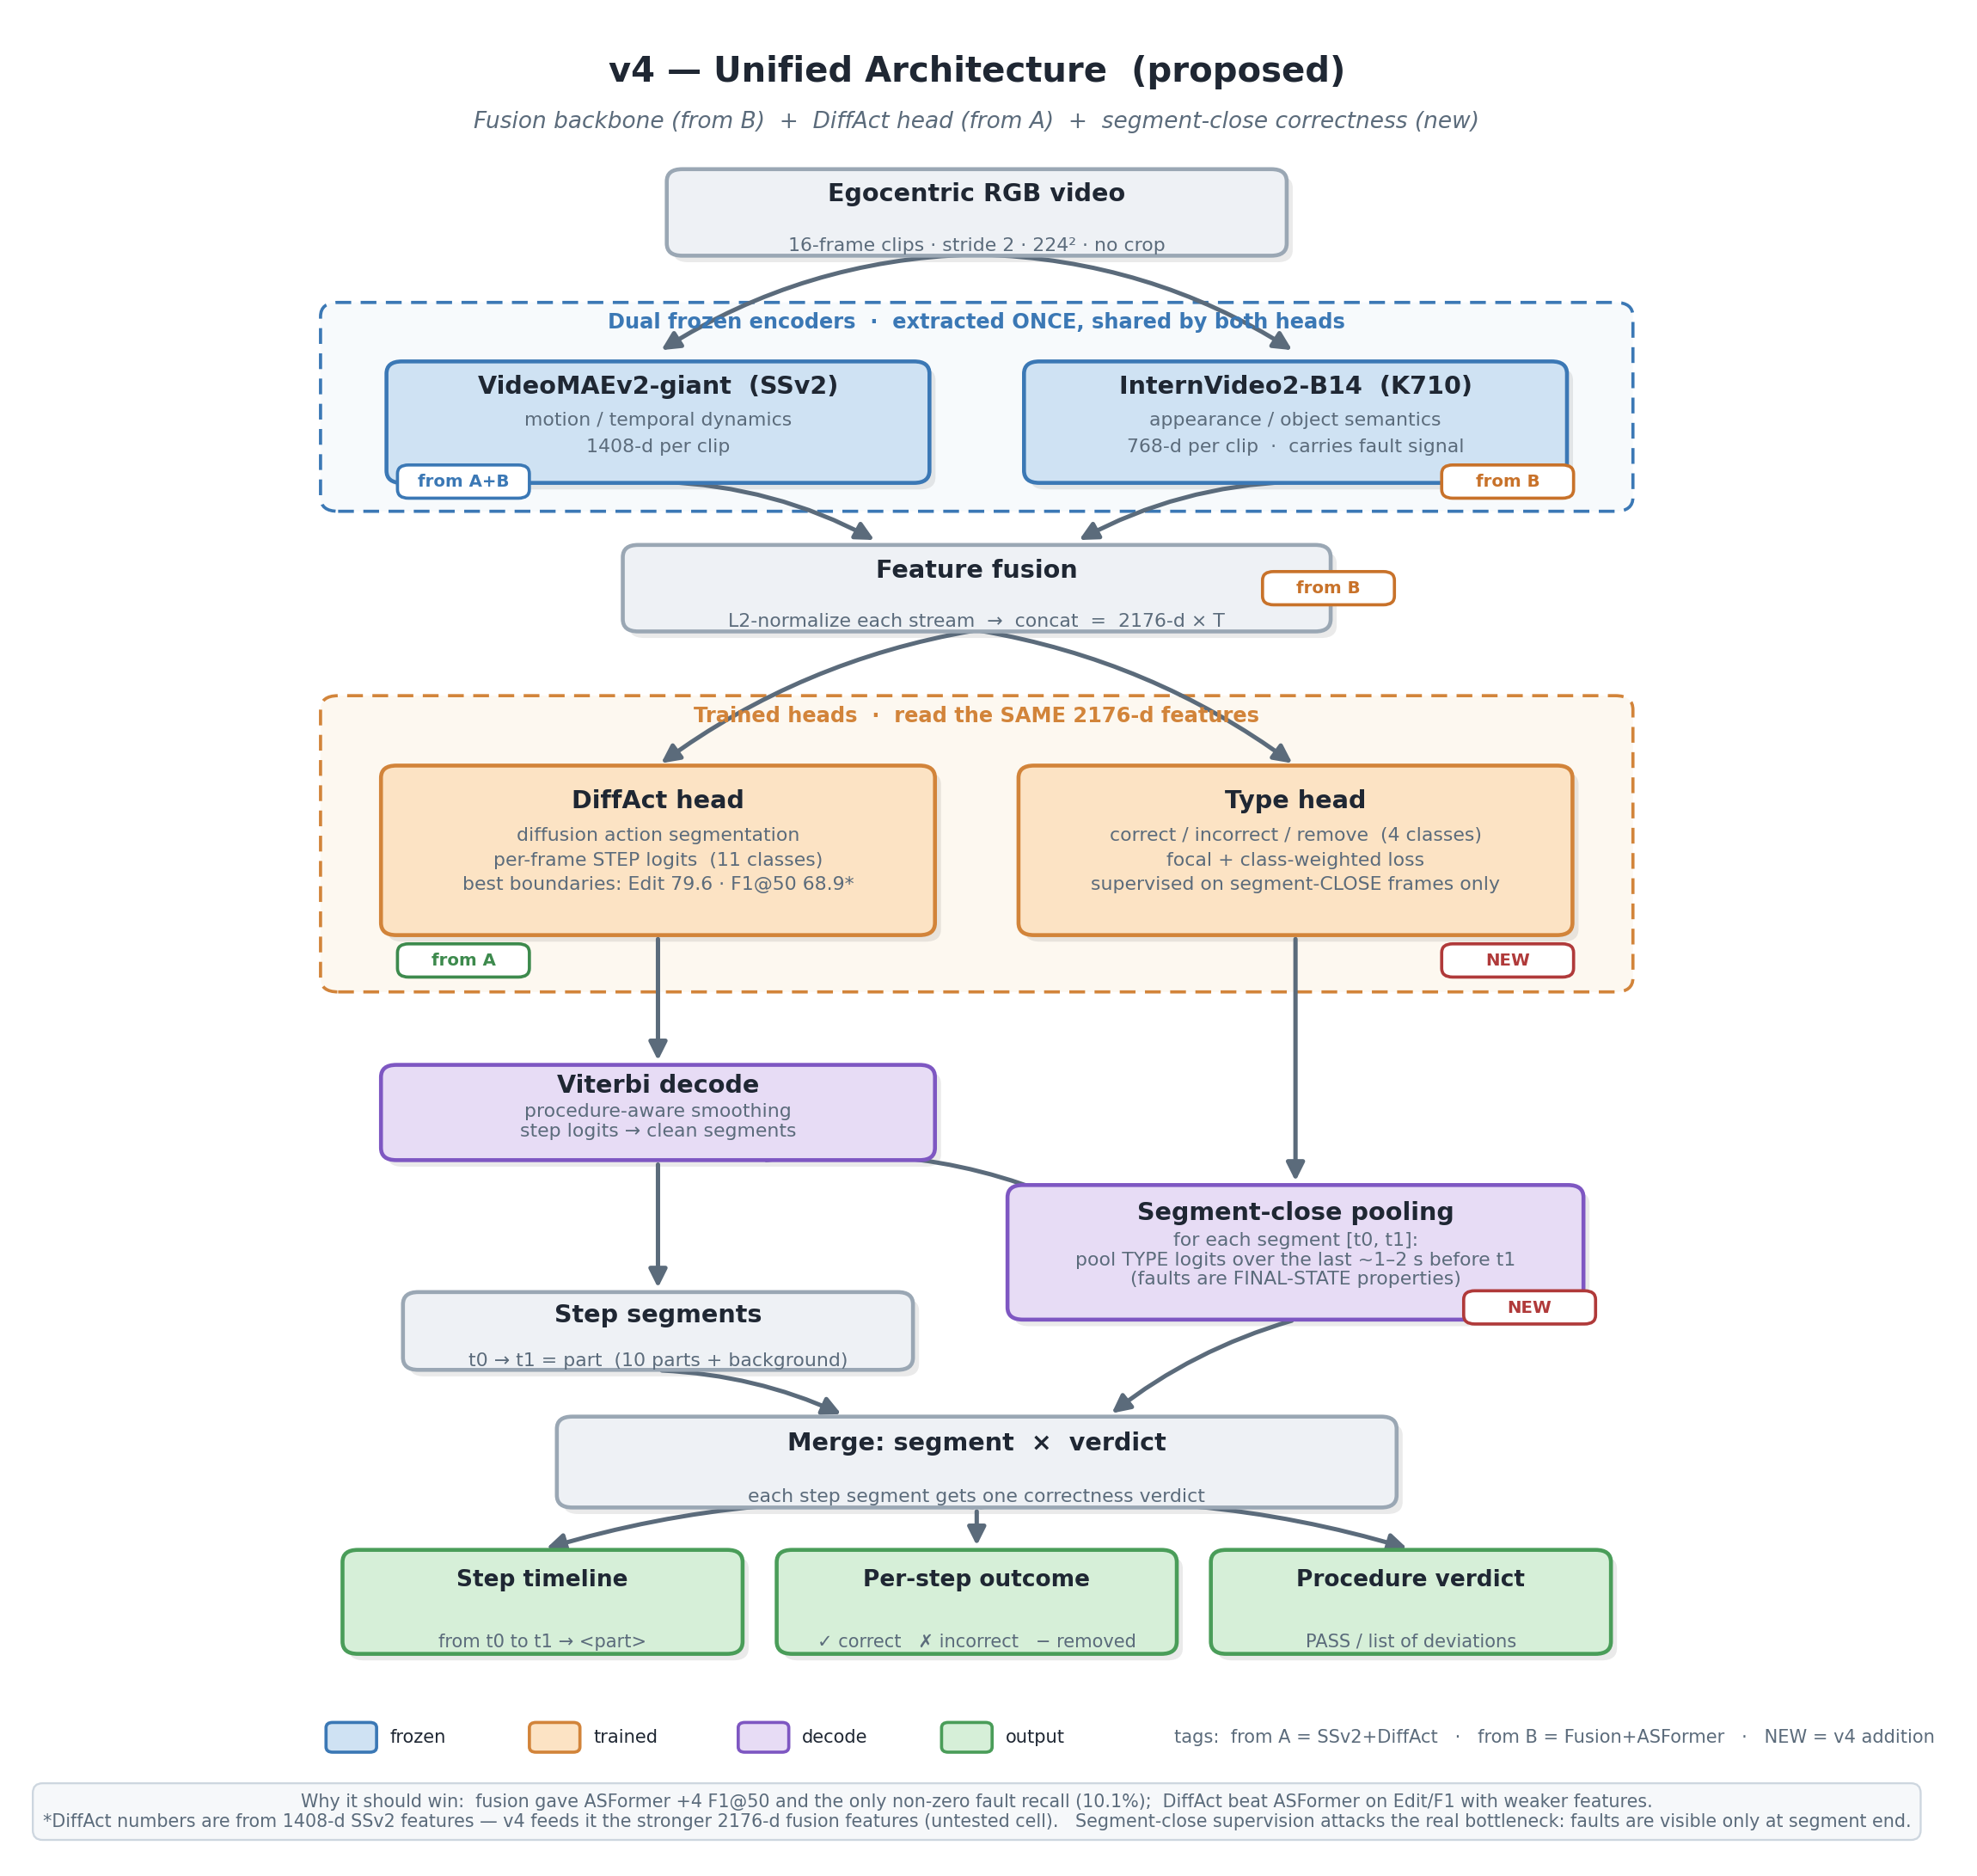 v4 — Unified Architecture (proposed)
Fusion backbone (from B) + DiffAct head (from A) + segment-close correctness (new)
Egocentric RGB video
16-frame clips · stride 2 · 224² · no crop
Dual frozen encoders · extracted ONCE, shared by both heads
VideoMAEv2-giant (SSv2)
motion / temporal dynamics
1408-d per clip
from A+B
InternVideo2-B14 (K710)
appearance / object semantics
768-d per clip · carries fault signal
from B
Feature fusion
L2-normalize each stream → concat = 2176-d × T
from B
Trained heads · read the SAME 2176-d features
DiffAct head
diffusion action segmentation
per-frame STEP logits (11 classes)
best boundaries: Edit 79.6 · F1@50 68.9*
from A
Type head
correct / incorrect / remove (4 classes)
focal + class-weighted loss
supervised on segment-CLOSE frames only
NEW
Viterbi decode
procedure-aware smoothing
step logits → clean segments
Segment-close pooling
for each segment [t0, t1]:
pool TYPE logits over the last ~1–2 s before t1
(faults are FINAL-STATE properties)
NEW
Step segments
t0 → t1 = part (10 parts + background)
Merge: segment × verdict
each step segment gets one correctness verdict
Step timeline
from t0 to t1 → <part>
Per-step outcome
✓ correct ✗ incorrect − removed
Procedure verdict
PASS / list of deviations
frozen
trained
decode
output
tags: from A = SSv2+DiffAct · from B = Fusion+ASFormer · NEW = v4 addition
Why it should win: fusion gave ASFormer +4 F1@50 and the only non-zero fault recall (10.1%); DiffAct beat ASFormer on Edit/F1 with weaker features.
*DiffAct numbers are from 1408-d SSv2 features — v4 feeds it the stronger 2176-d fusion features (untested cell). Segment-close supervision attacks the real bottleneck: faults are visible only at segment end.